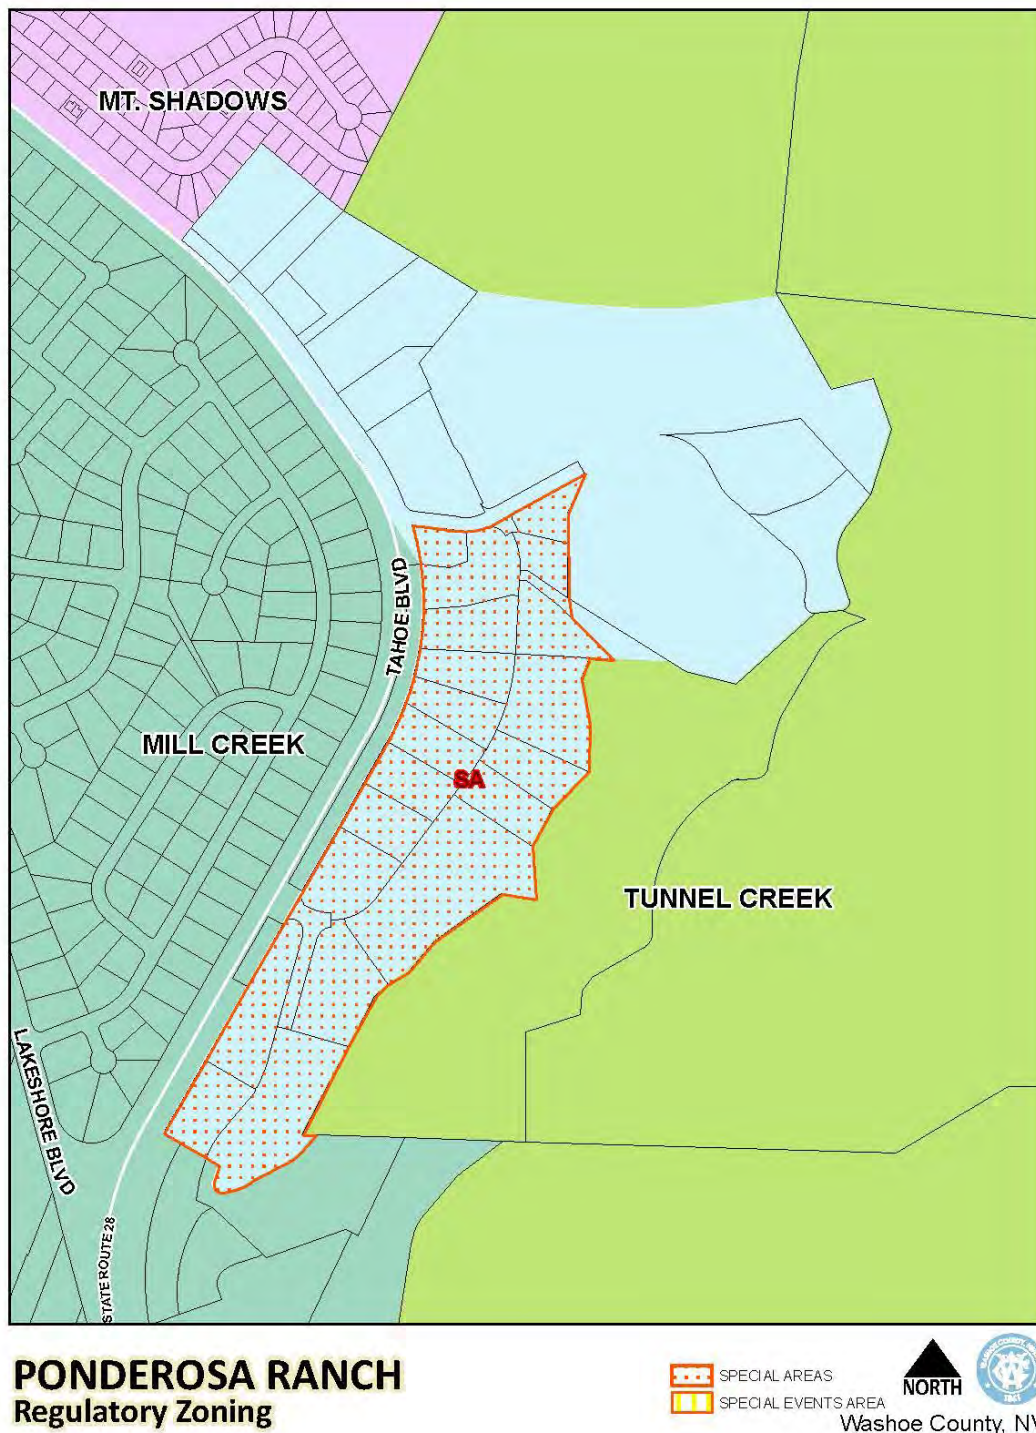 MT. SHADOWS
TAHOE BLVD
MILL CREEK
SA
TUNNEL CREEK
LAKESHORE BLVD
STATE ROUTE 28
PONDEROSA RANCH
Regulatory Zoning
SPECIAL AREAS
SPECIAL EVENTS AREA
NORTH
1861
Washoe County, NV